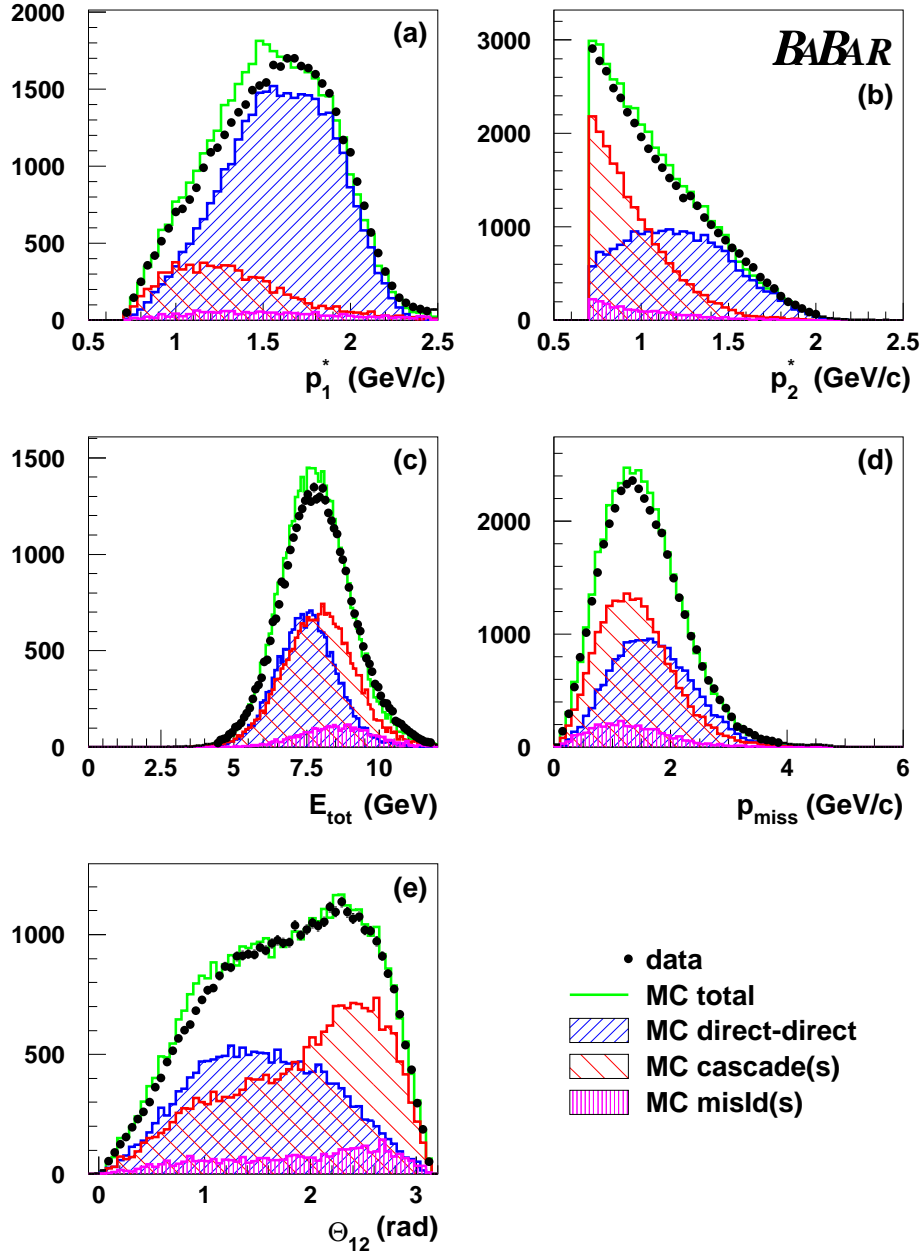 2000
(a)
1500
1000
500
0
0.5 1 1.5 2 2.5
p*1 (GeV/c)
BABAR
3000
(b)
2000
1000
0
0.5 1 1.5 2 2.5
p*2 (GeV/c)
1500
(c)
1000
500
0
0 2.5 5 7.5 10
Etot (GeV)
(d)
2000
1000
0
0 2 4 6
pmiss (GeV/c)
(e)
1000
500
0
0 1 2 3
Θ12 (rad)
data
MC total
MC direct-direct
MC cascade(s)
MC misId(s)